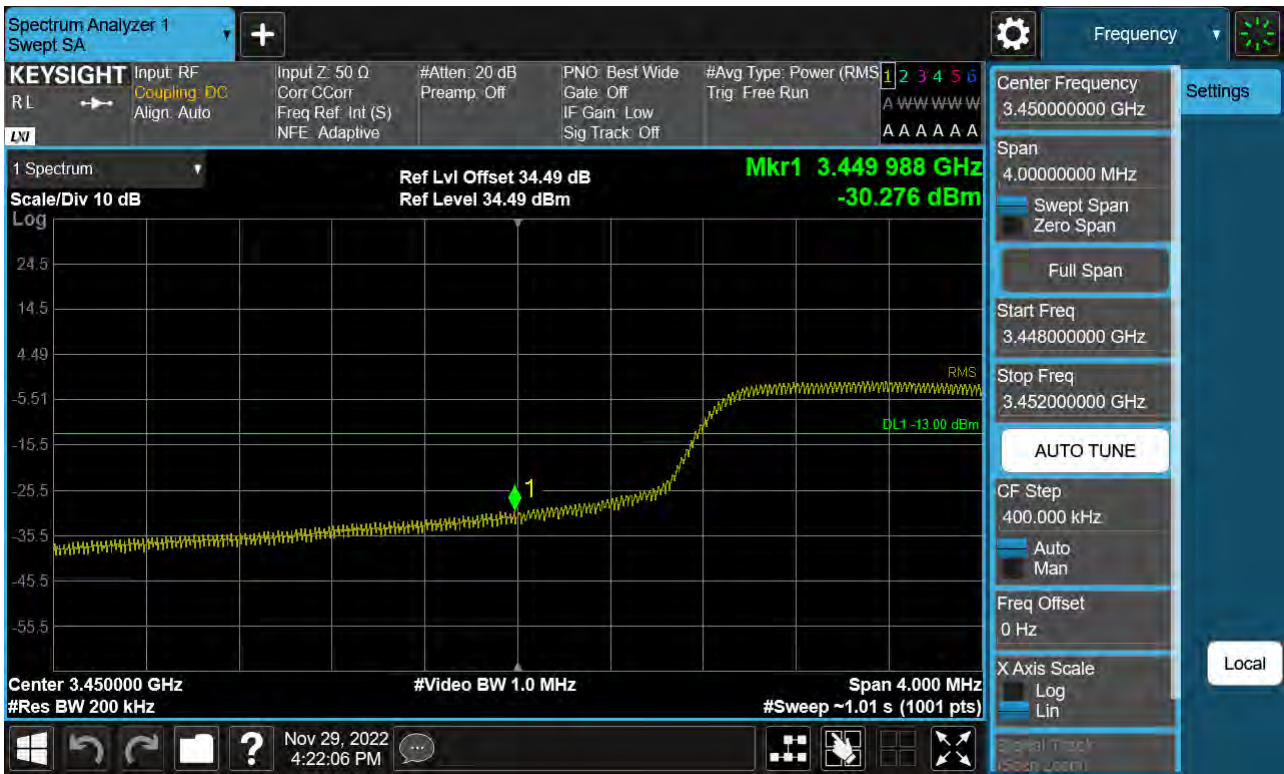 Spectrum Analyzer 1
Swept SA
Frequency
KEYSIGHT
RL
LXI
Input: RF
Coupling: DC
Align: Auto
Input Z: 50 Ω
Corr CCorr
Freq Ref: Int (S)
NFE: Adaptive
#Atten: 20 dB
Preamp: Off
PNO: Best Wide
Gate: Off
IF Gain: Low
Sig Track: Off
#Avg Type: Power (RMS
Trig: Free Run
1 2 3 4 5 6
A WW WW W
A A A A A A
1 Spectrum
Scale/Div 10 dB
Log
Ref Lvl Offset 34.49 dB
Ref Level 34.49 dBm
Mkr1 3.449 988 GHz
-30.276 dBm
24.5
14.5
4.49
-5.51
-15.5
-25.5
-35.5
-45.5
-55.5
RMS
DL1 -13.00 dBm
1
Center 3.450000 GHz
#Res BW 200 kHz
#Video BW 1.0 MHz
Span 4.000 MHz
#Sweep ~1.01 s (1001 pts)
Center Frequency
3.450000000 GHz
Settings
Span
4.00000000 MHz
Swept Span
Zero Span
Full Span
Start Freq
3.448000000 GHz
Stop Freq
3.452000000 GHz
AUTO TUNE
CF Step
400.000 kHz
Auto
Man
Freq Offset
0 Hz
X Axis Scale
Log
Lin
Local
Signal Track
(Span Zoom)
Nov 29, 2022
4:22:06 PM